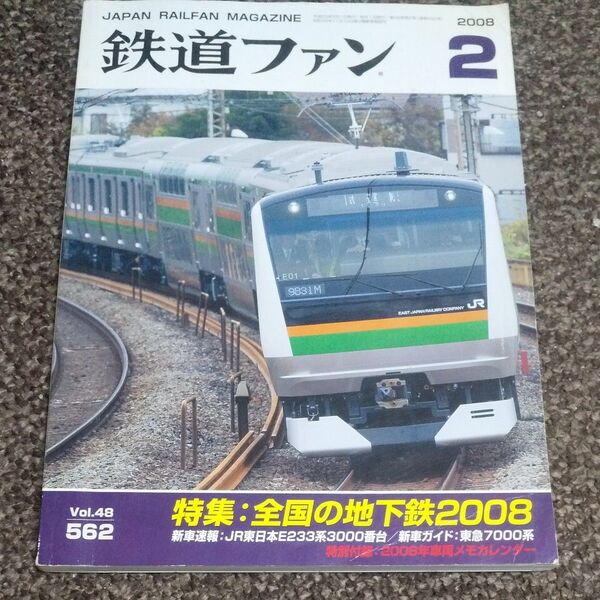 JAPAN RAILFAN MAGAZINE
2008
鉄道ファン
2
試運転
E01
9831M
EAST JAPAN RAILWAY COMPANY
JR
Vol.48
562
特集:全国の地下鉄2008
新車速報:JR東日本E233系3000番台/新車ガイド:東急7000系
特別付録:2008年車両メモカレンダー